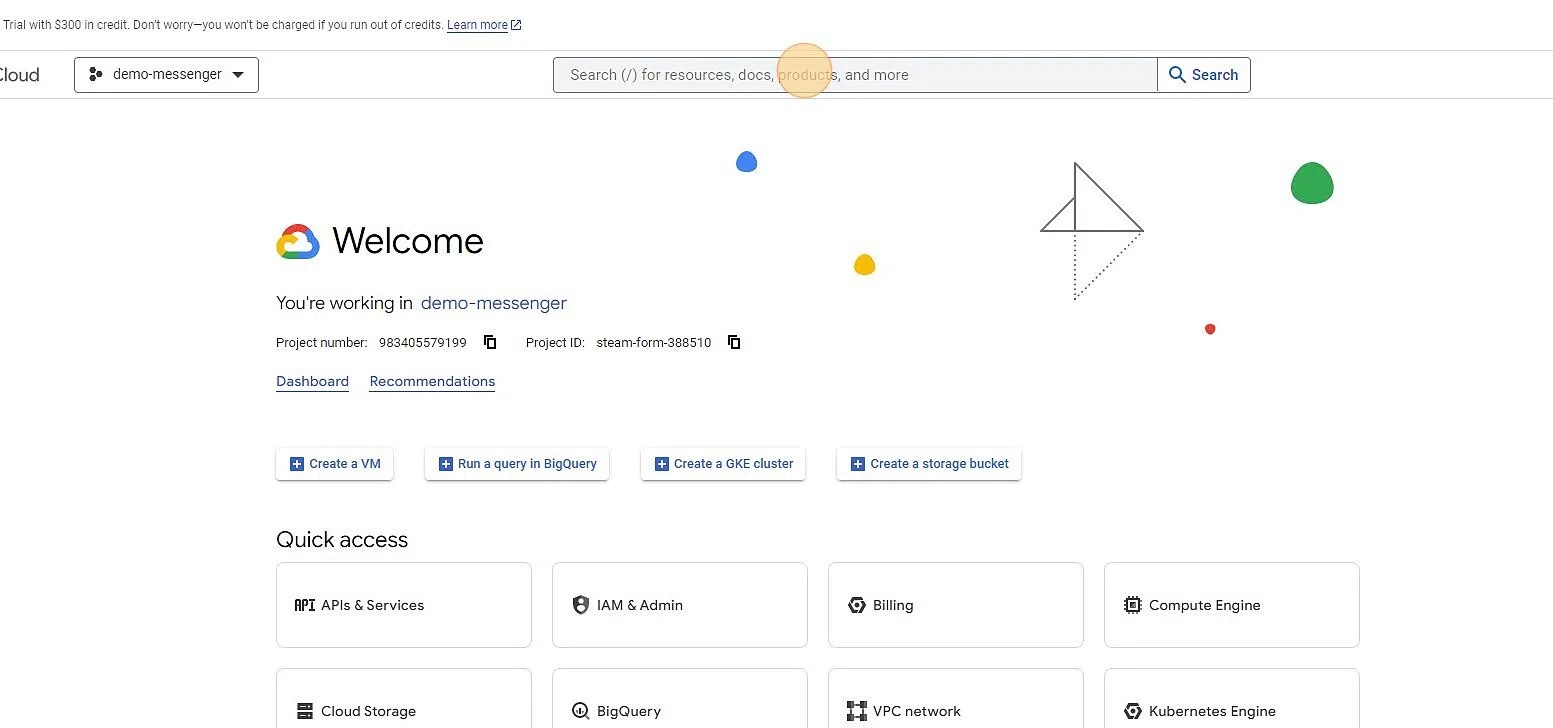 Trial with $300 in credit. Don't worry—you won't be charged if you run out of credits. Learn more
Cloud demo-messenger Search (/) for resources, docs, products, and more Search
Welcome
You're working in demo-messenger
Project number: 983405579199 Project ID: steam-form-388510
Dashboard Recommendations
Create a VM Run a query in BigQuery Create a GKE cluster Create a storage bucket
Quick access
API APIs & Services IAM & Admin Billing Compute Engine
Cloud Storage BigQuery VPC network Kubernetes Engine